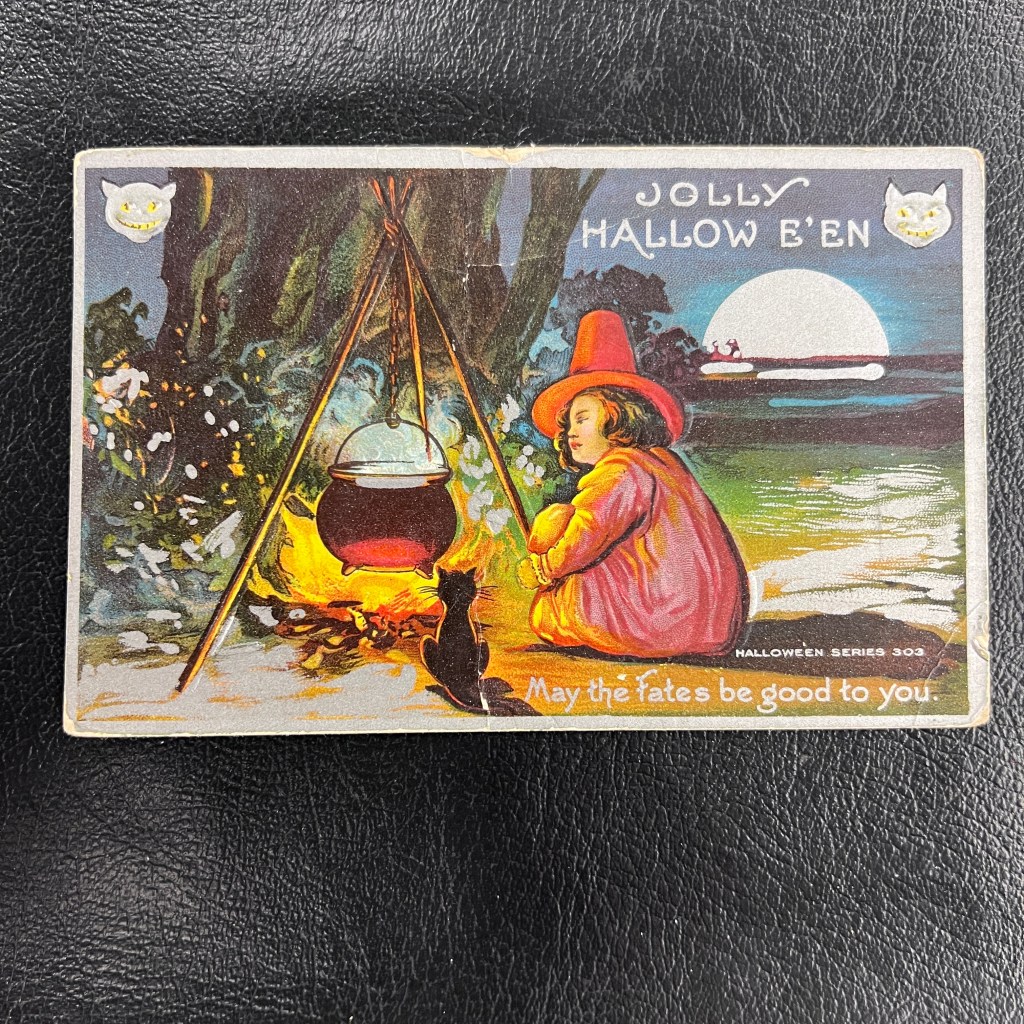 JOLLY
HALLOW E'EN
HALLOWEEN SERIES 303
May the Fates be good to you.